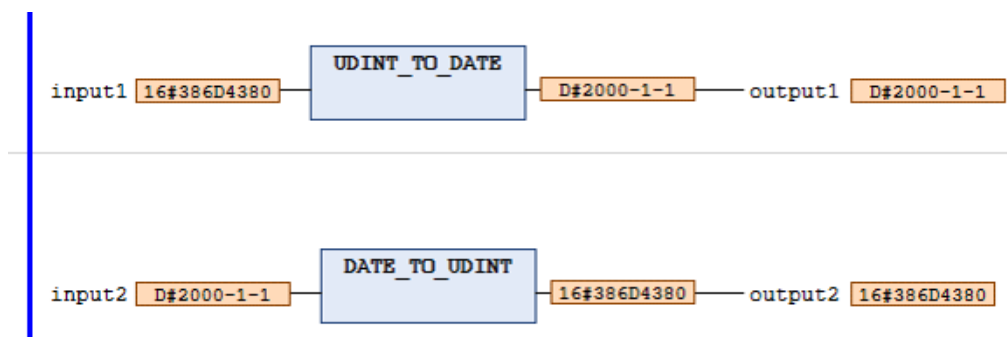 UDINT_TO_DATE
input1 16#386D4380 D#2000-1-1 output1 D#2000-1-1
DATE_TO_UDINT
input2 D#2000-1-1 16#386D4380 output2 16#386D4380